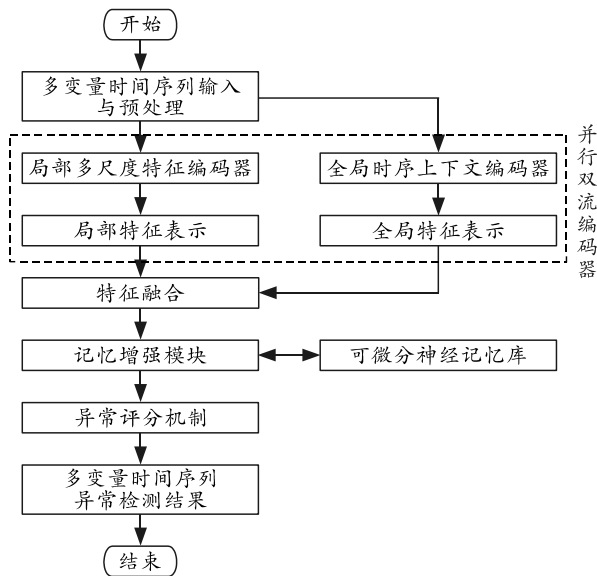 开始
多变量时间序列输入
与预处理
局部多尺度特征编码器
全局时序上下文编码器
局部特征表示
全局特征表示
并行双流编码器
特征融合
记忆增强模块
可微分神经记忆库
异常评分机制
多变量时间序列
异常检测结果
结束